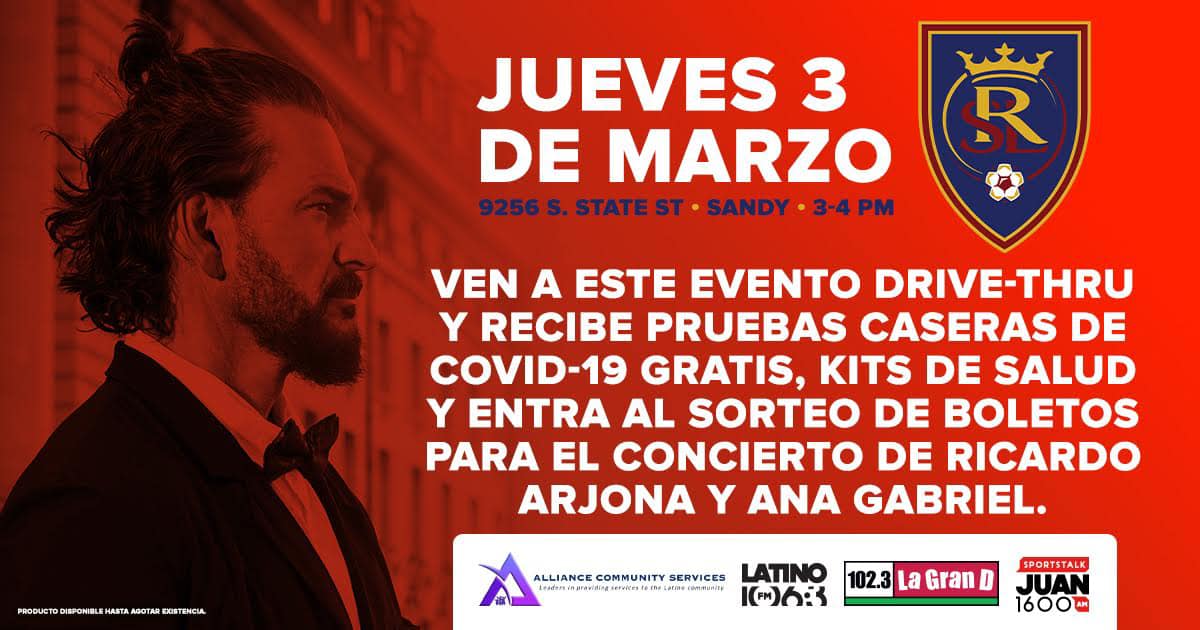 JUEVES 3
DE MARZO
9256 S. STATE ST • SANDY • 3-4 PM
RSL
VEN A ESTE EVENTO DRIVE-THRU
Y RECIBE PRUEBAS CASERAS DE
COVID-19 GRATIS, KITS DE SALUD
Y ENTRA AL SORTEO DE BOLETOS
PARA EL CONCIERTO DE RICARDO
ARJONA Y ANA GABRIEL.
ALLIANCE COMMUNITY SERVICES
Leaders in providing services to the Latino community
LATINO
FM 106.3
102.3 La GranD
SPORTSTALK
JUAN
1600 AM
PRODUCTO DISPONIBLE HASTA AGOTAR EXISTENCIA.